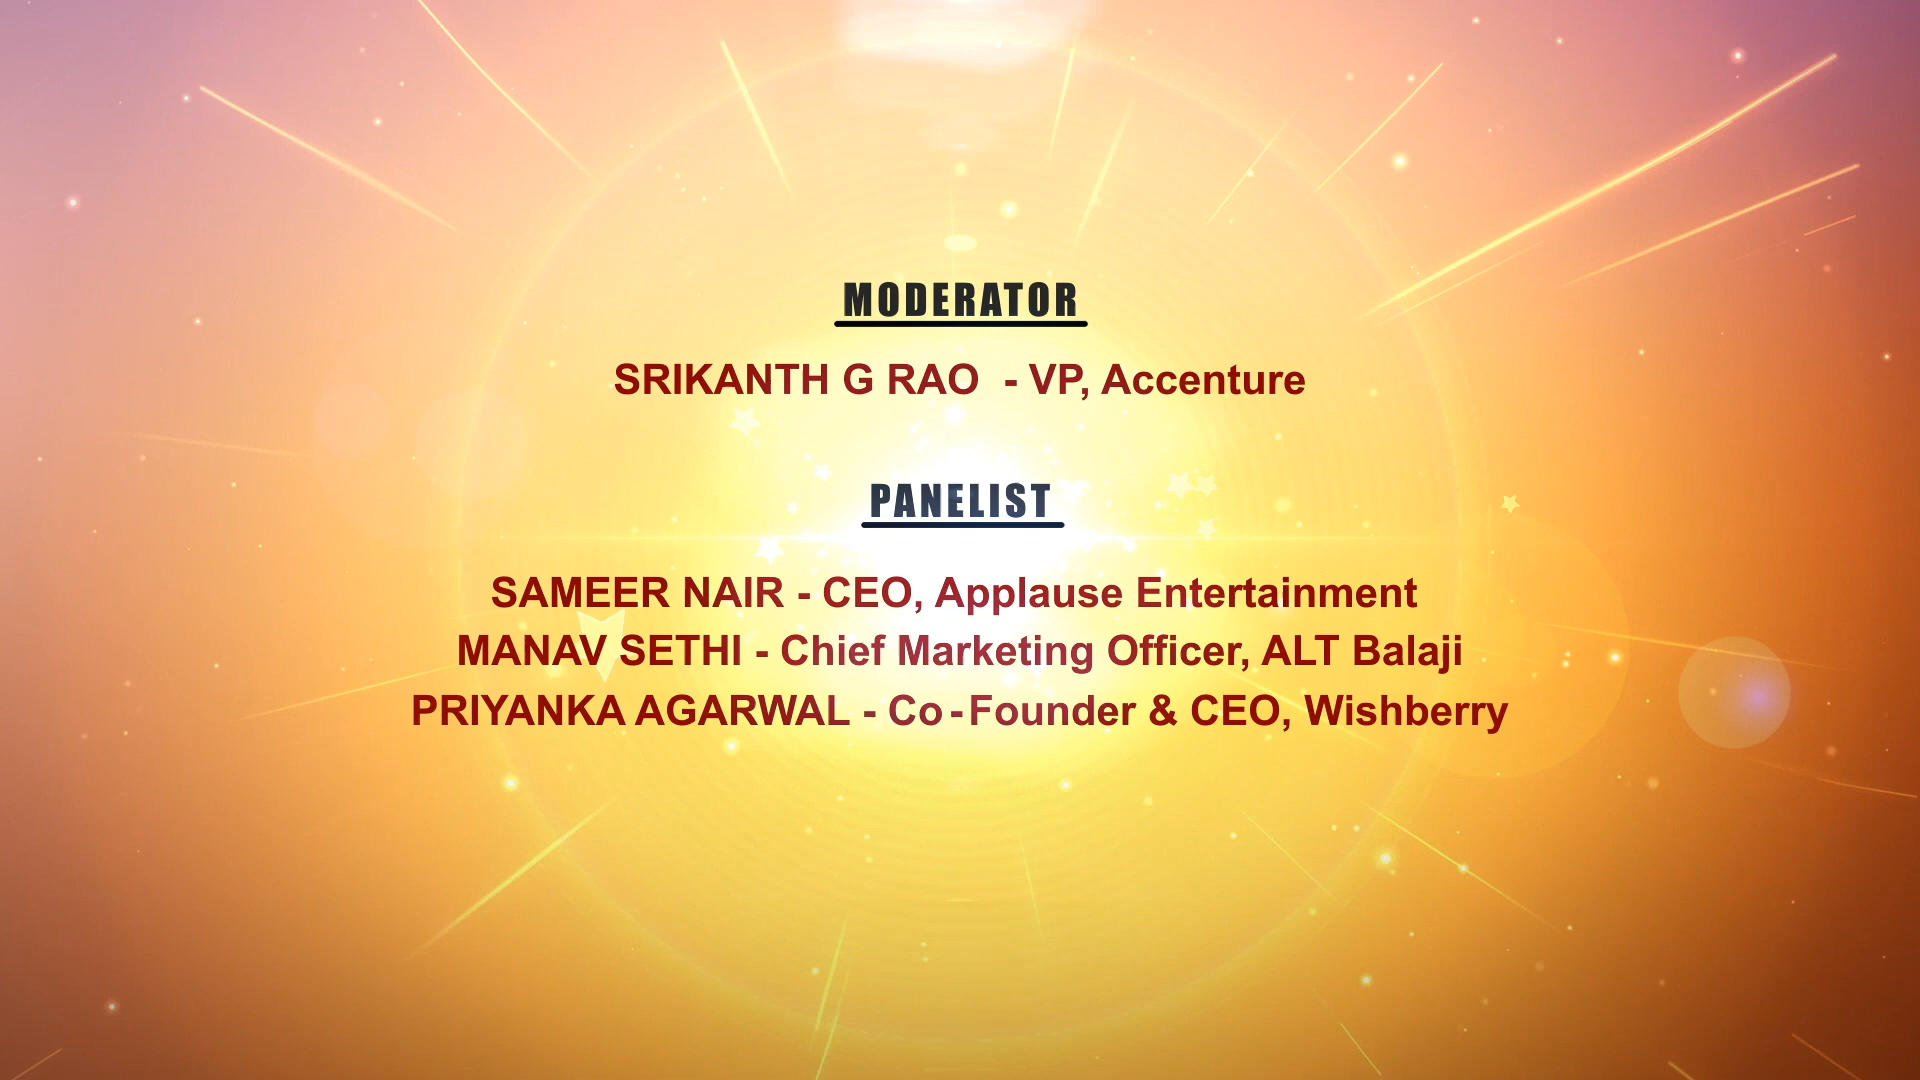 MODERATOR
SRIKANTH G RAO - VP, Accenture
PANELIST
SAMEER NAIR - CEO, Applause Entertainment
MANAV SETHI - Chief Marketing Officer, ALT Balaji
PRIYANKA AGARWAL - Co-Founder & CEO, Wishberry